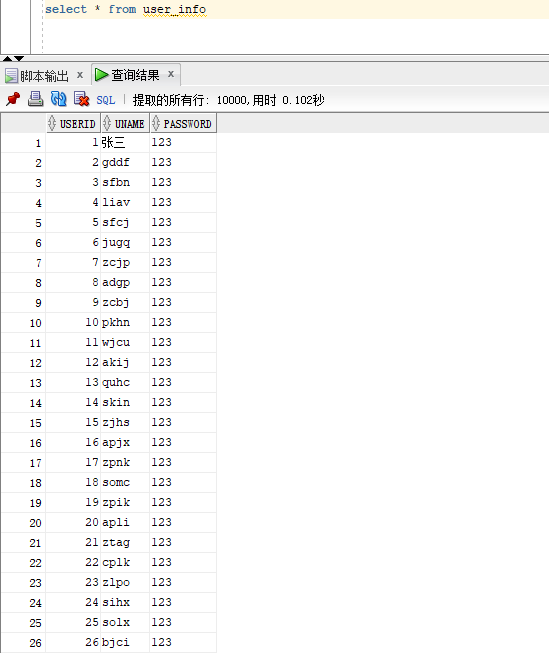 select * from user_info
脚本输出 x 查询结果 x
SQL | 提取的所有行: 10000,用时 0.102秒
USERID UNAME PASSWORD
1 1 张三 123
2 2 gddf 123
3 3 sfbn 123
4 4 liav 123
5 5 sfcj 123
6 6 jugq 123
7 7 zcjp 123
8 8 adgp 123
9 9 zcbj 123
10 10 pkhn 123
11 11 wjcu 123
12 12 akij 123
13 13 quhc 123
14 14 skin 123
15 15 zjhs 123
16 16 apjx 123
17 17 zpnk 123
18 18 somc 123
19 19 zpik 123
20 20 apli 123
21 21 ztag 123
22 22 cplk 123
23 23 zlpo 123
24 24 sihx 123
25 25 solx 123
26 26 bjci 123